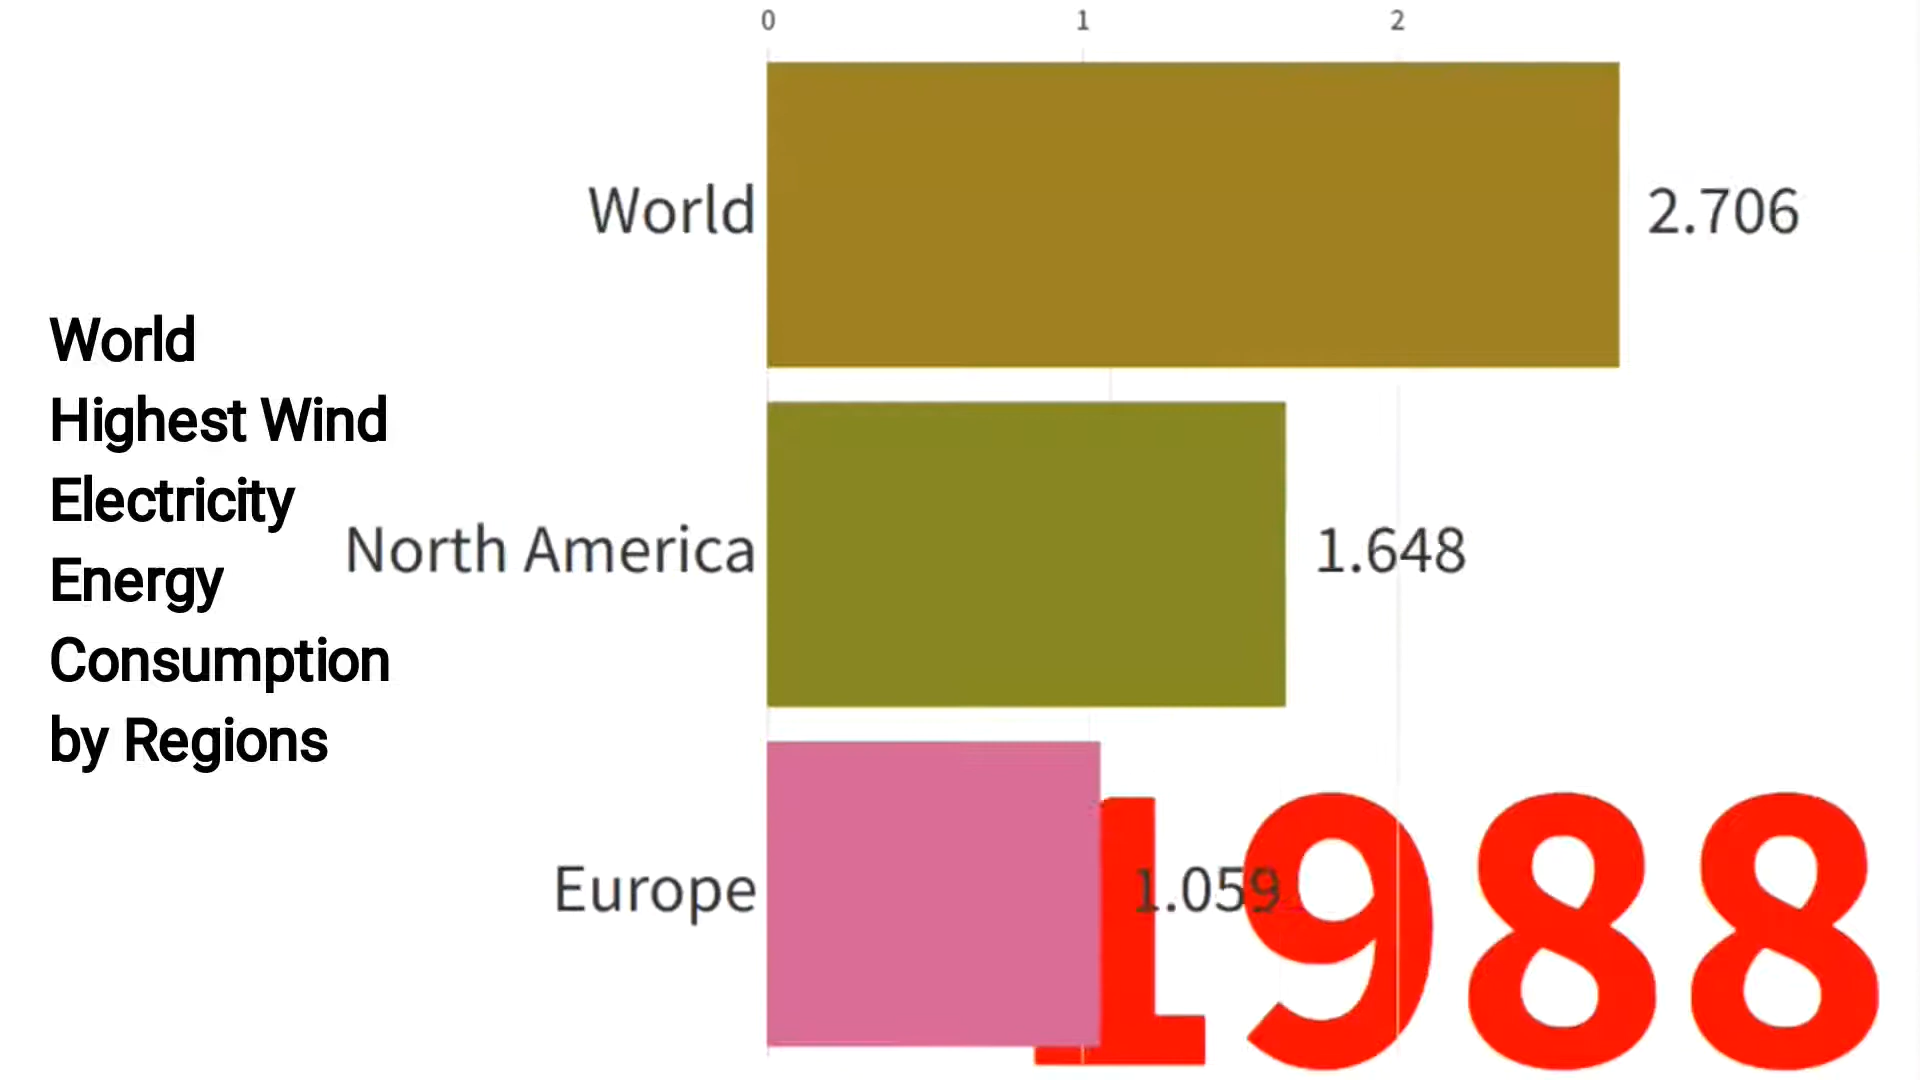 0 1 2
World 2.706
World
Highest Wind
Electricity
Energy
Consumption
by Regions
North America 1.648
Europe 1.059
1988